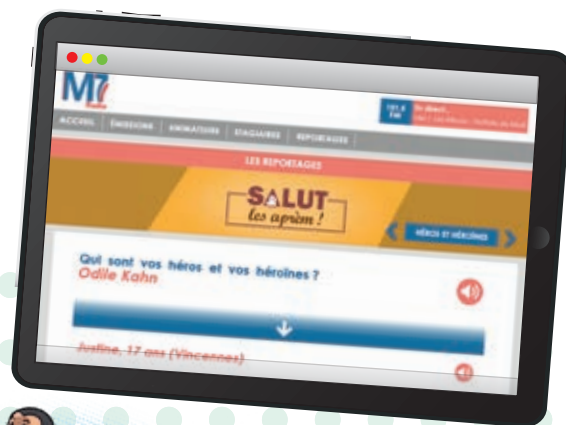 M7
Radio
ACCUEIL ÉMISSIONS ANIMATEURS STAGIAIRES REPORTAGES
LES REPORTAGES
SALUT
les aprèm !
HÉROS ET HÉROÏNES
Qui sont vos héros et vos héroïnes ?
Odile Kahn
Justine, 17 ans (Vincennes)